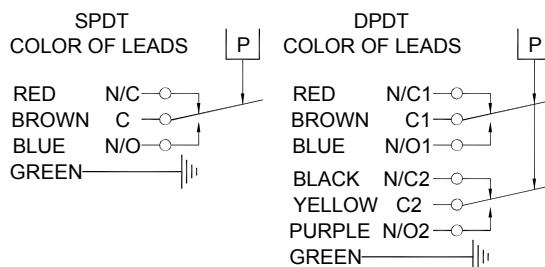 SPDT
COLOR OF LEADS
P
RED N/C
BROWN C
BLUE N/O
GREEN
DPDT
COLOR OF LEADS
P
RED N/C1
BROWN C1
BLUE N/O1
BLACK N/C2
YELLOW C2
PURPLE N/O2
GREEN